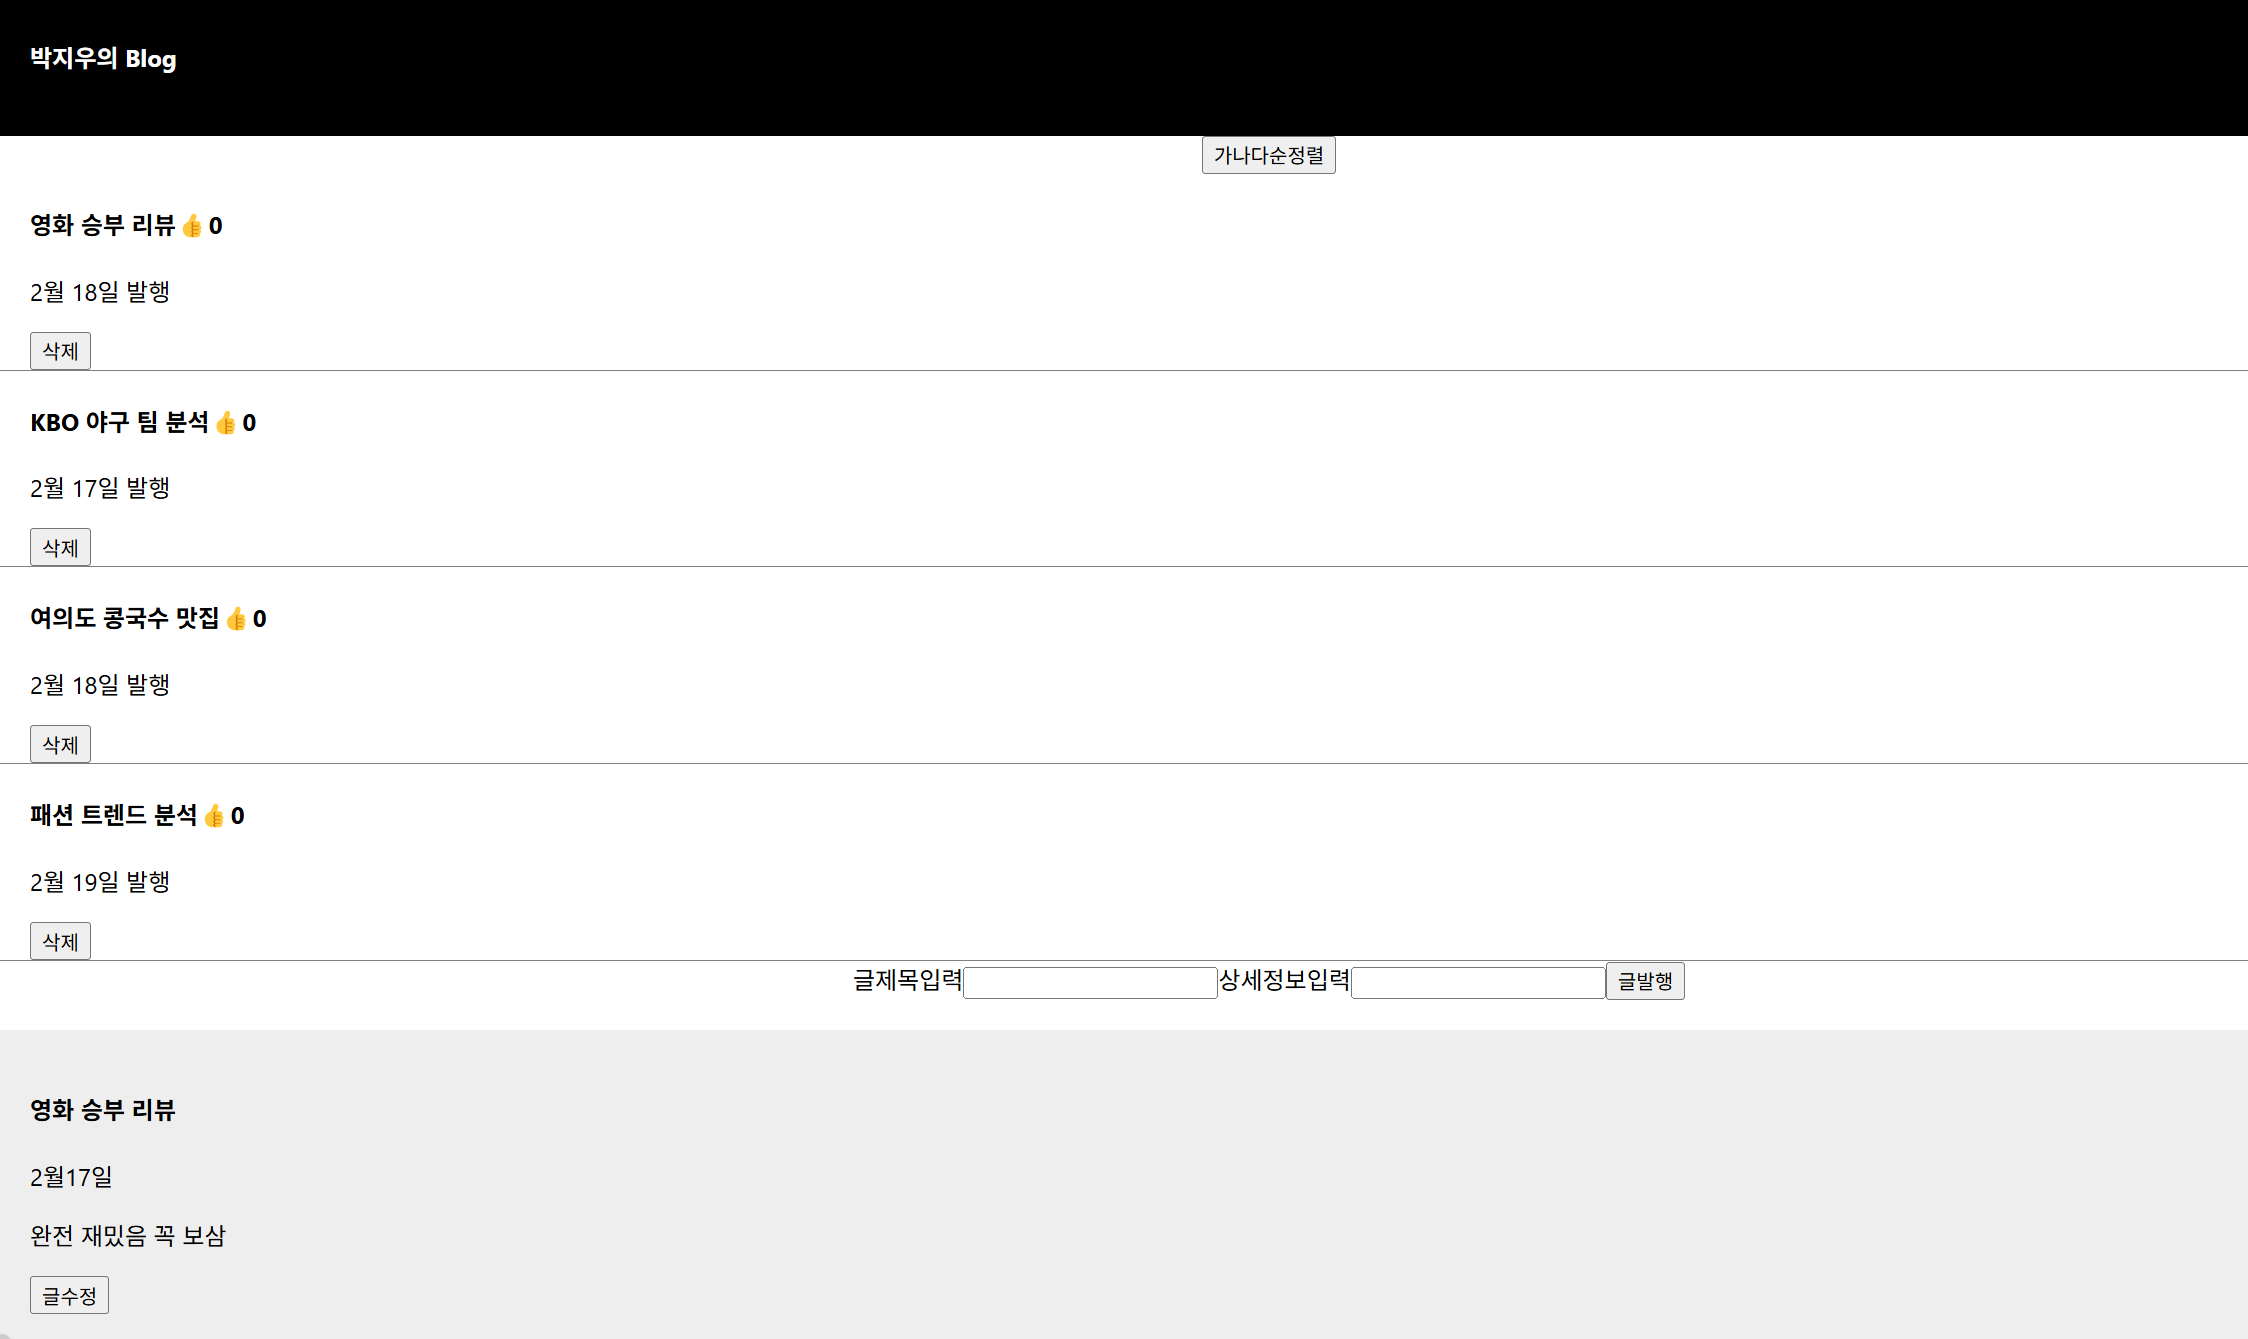 박지우의 Blog
가나다순정렬
영화 승부 리뷰👍0
2월 18일 발행
삭제
KBO 야구 팀 분석👍0
2월 17일 발행
삭제
여의도 콩국수 맛집👍0
2월 18일 발행
삭제
패션 트렌드 분석👍0
2월 19일 발행
삭제
글제목입력 상세정보입력 글발행
영화 승부 리뷰
2월17일
완전 재밌음 꼭 보삼
글수정